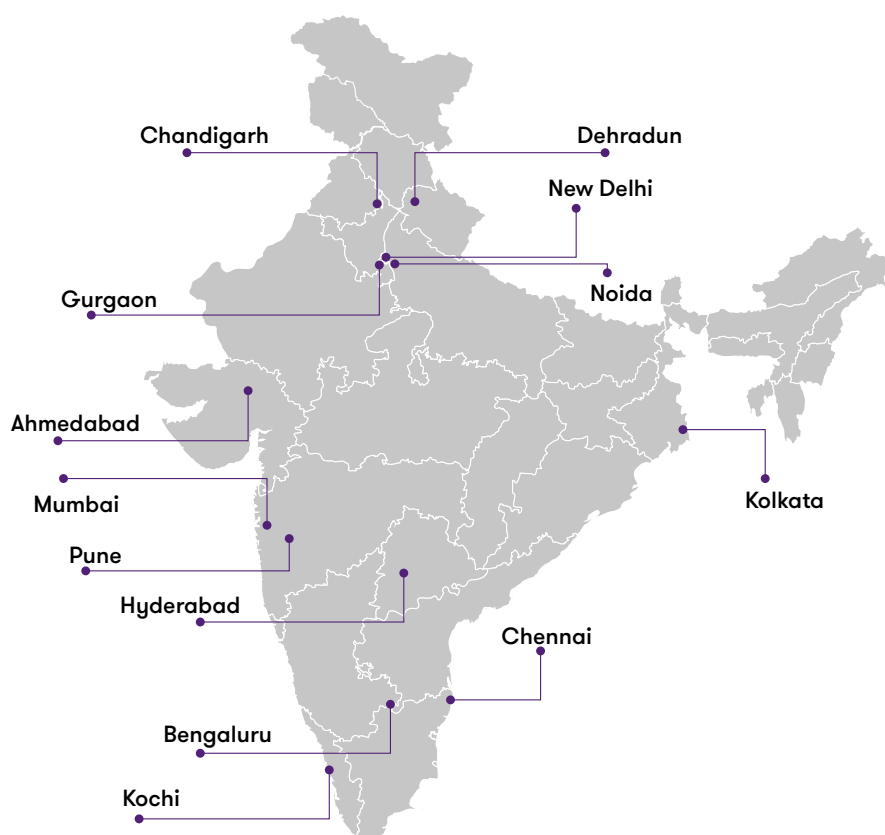 Chandigarh
Dehradun
New Delhi
Gurgaon
Noida
Ahmedabad
Mumbai
Kolkata
Pune
Hyderabad
Chennai
Bengaluru
Kochi